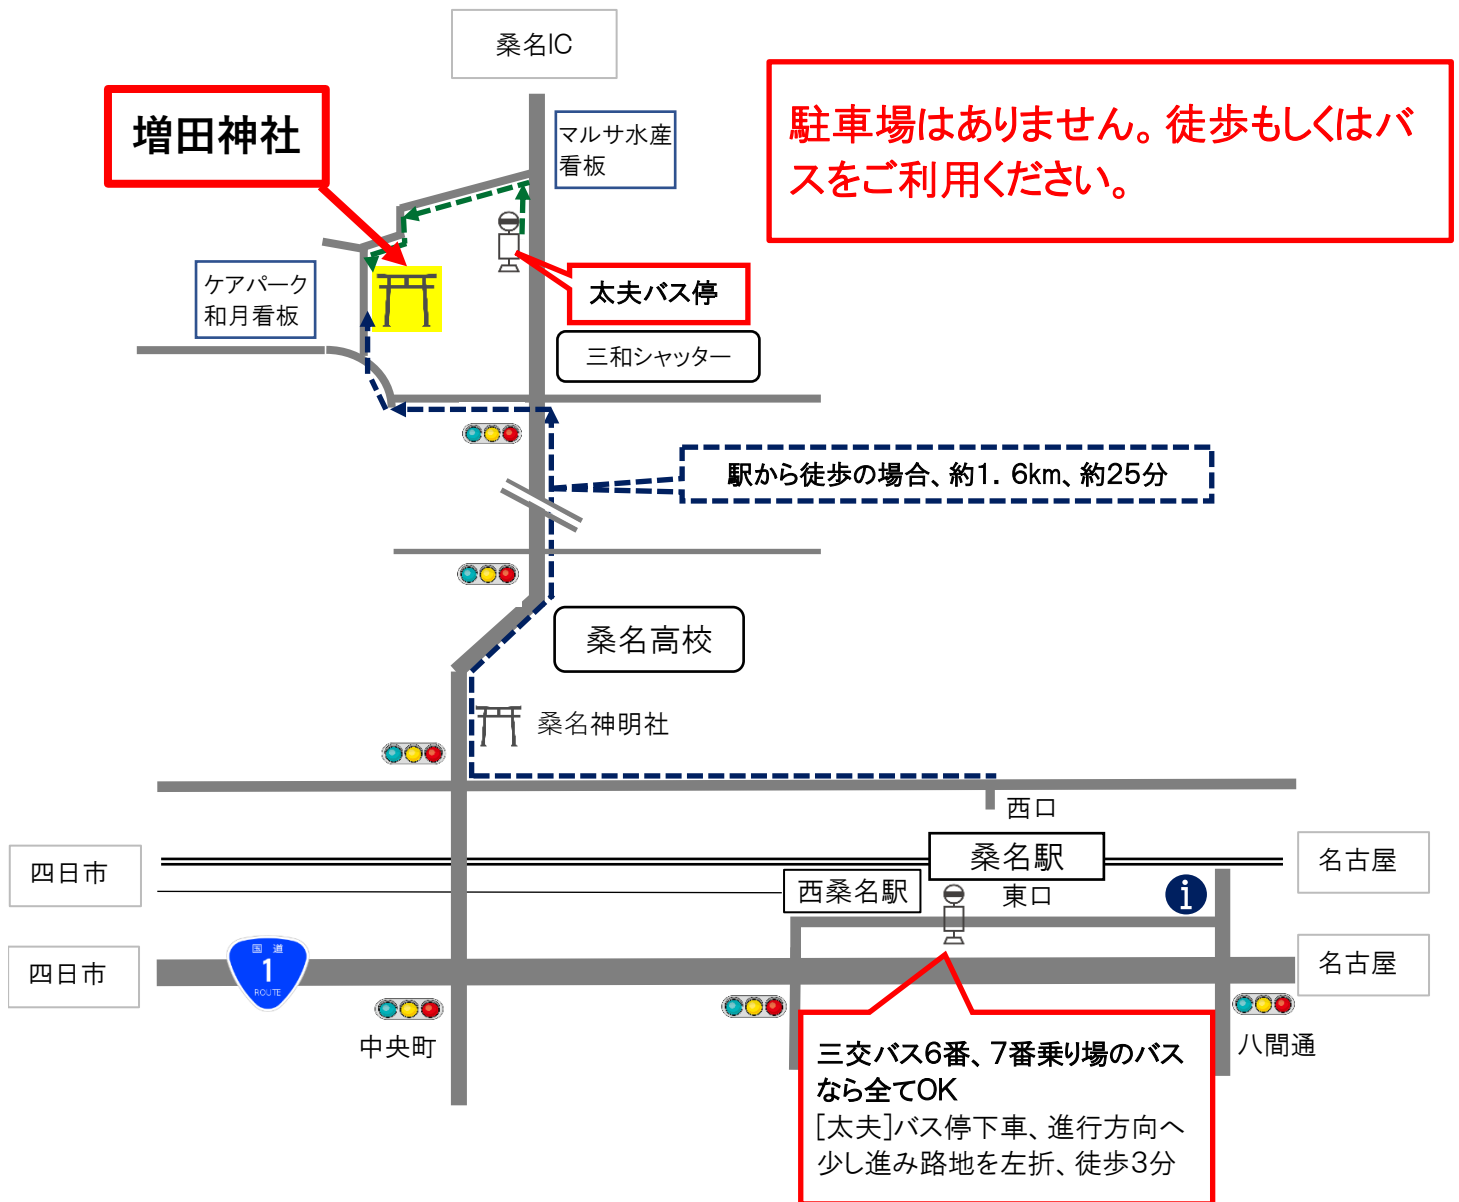 桑名IC
増田神社
マルサ水産
看板
駐車場はありません。徒歩もしくはバ
スをご利用ください。
ケアパーク
和月看板
太夫バス停
三和シャッター
駅から徒歩の場合、約1．6km、約25分
桑名高校
桑名神明社
西口
四日市
桑名駅
名古屋
西桑名駅
東口
i
四日市
国道
1
ROUTE
名古屋
中央町
八間通
三交バス6番、7番乗り場のバス
なら全てOK
[太夫]バス停下車、進行方向へ
少し進み路地を左折、徒歩3分